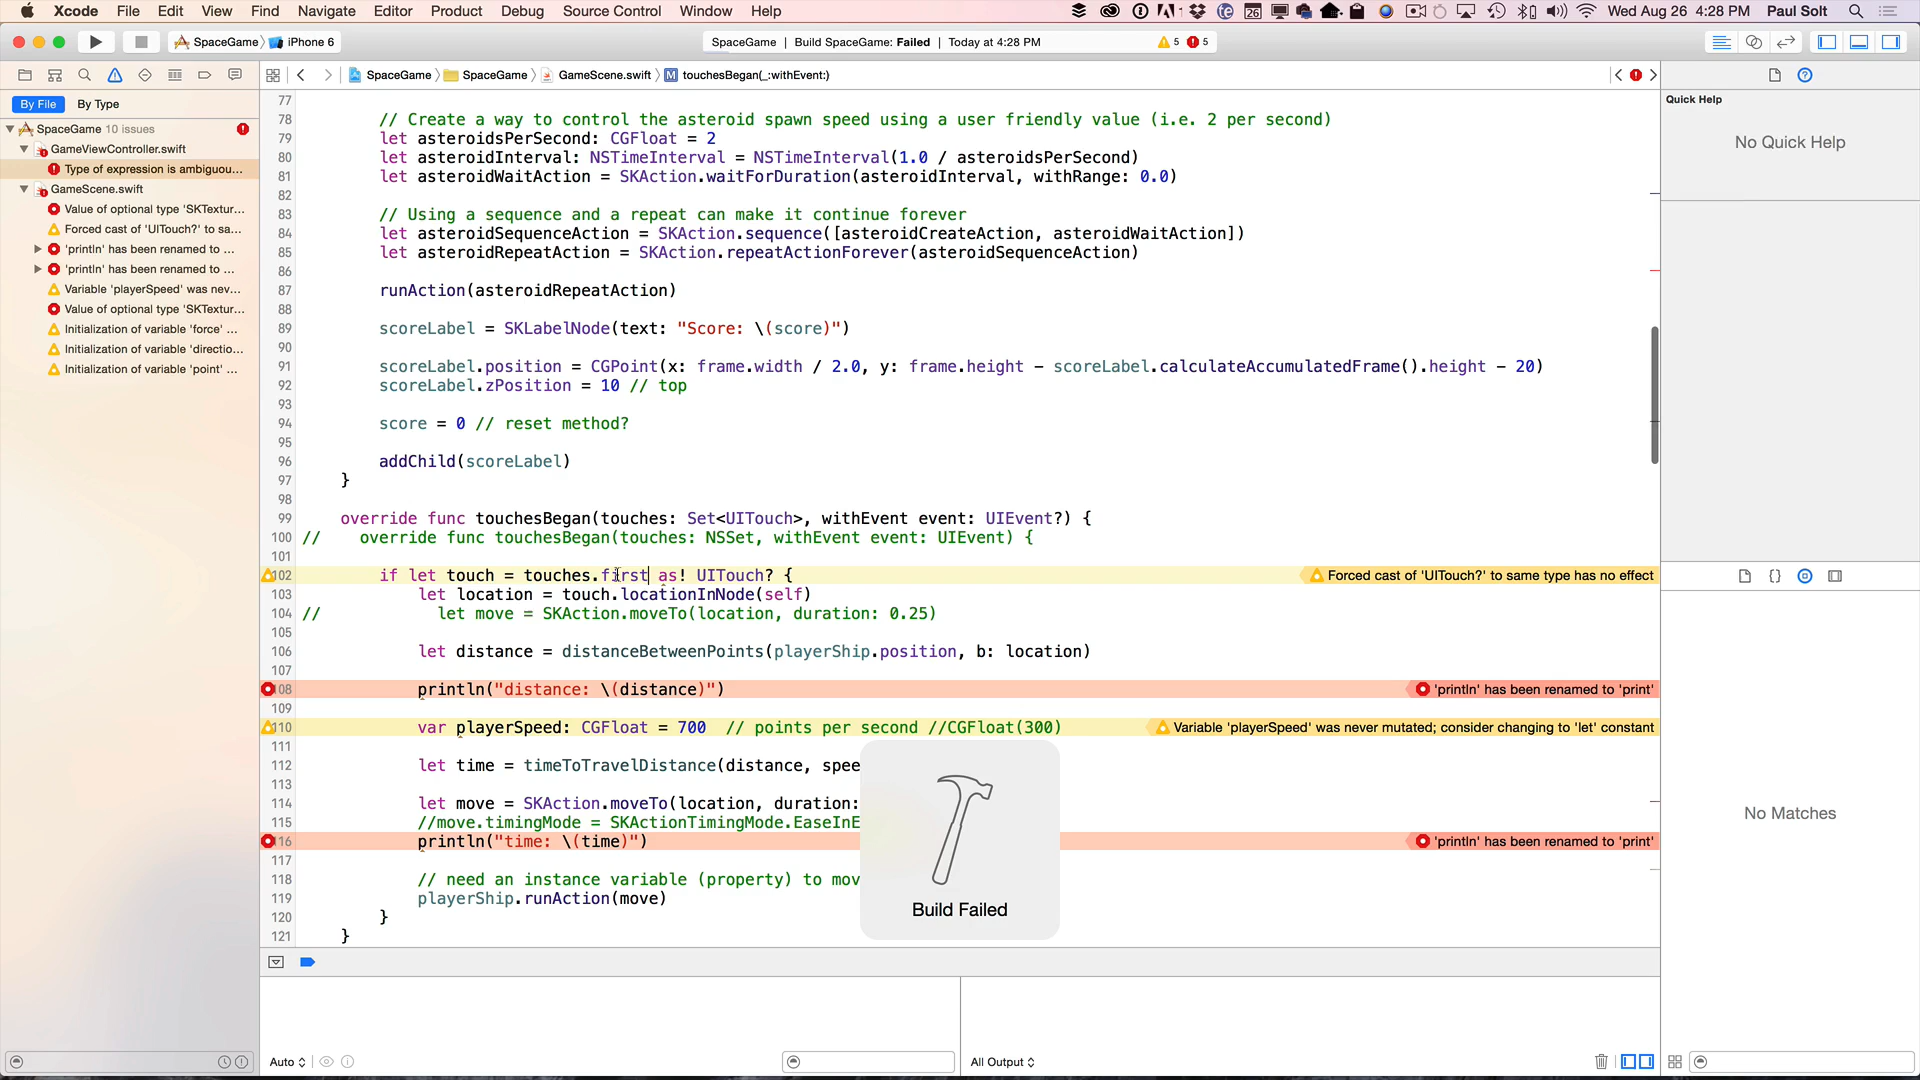 Xcode File Edit View Find Navigate Editor Product Debug Source Control Window Help
26
Wed Aug 26 4:28 PM Paul Solt
SpaceGame iPhone 6
SpaceGame | Build SpaceGame: Failed | Today at 4:28 PM
5 5
SpaceGame SpaceGame GameScene.swift M touchesBegan(_:withEvent:)
By File By Type
SpaceGame 10 issues
GameViewController.swift
Type of expression is ambiguou...
GameScene.swift
Value of optional type 'SKTextur...
Forced cast of 'UITouch?' to sa...
'println' has been renamed to ...
'println' has been renamed to ...
Variable 'playerSpeed' was nev...
Value of optional type 'SKTextur...
Initialization of variable 'force' ...
Initialization of variable 'directio...
Initialization of variable 'point' ...
77
78 // Create a way to control the asteroid spawn speed using a user friendly value (i.e. 2 per second)
79 let asteroidsPerSecond: CGFloat = 2
80 let asteroidInterval: NSTimeInterval = NSTimeInterval(1.0 / asteroidsPerSecond)
81 let asteroidWaitAction = SKAction.waitForDuration(asteroidInterval, withRange: 0.0)
82
83 // Using a sequence and a repeat can make it continue forever
84 let asteroidSequenceAction = SKAction.sequence([asteroidCreateAction, asteroidWaitAction])
85 let asteroidRepeatAction = SKAction.repeatActionForever(asteroidSequenceAction)
86
87 runAction(asteroidRepeatAction)
88
89 scoreLabel = SKLabelNode(text: "Score: \(score)")
90
91 scoreLabel.position = CGPoint(x: frame.width / 2.0, y: frame.height - scoreLabel.calculateAccumulatedFrame().height - 20)
92 scoreLabel.zPosition = 10 // top
93
94 score = 0 // reset method?
95
96 addChild(scoreLabel)
97 }
98
99 override func touchesBegan(touches: Set<UITouch>, withEvent event: UIEvent?) {
100 // override func touchesBegan(touches: NSSet, withEvent event: UIEvent) {
101
102 if let touch = touches.first as! UITouch? { Forced cast of 'UITouch?' to same type has no effect
103 let location = touch.locationInNode(self)
104 // let move = SKAction.moveTo(location, duration: 0.25)
105
106 let distance = distanceBetweenPoints(playerShip.position, b: location)
107
108 println("distance: \(distance)") 'println' has been renamed to 'print'
109
110 var playerSpeed: CGFloat = 700 // points per second //CGFloat(300) Variable 'playerSpeed' was never mutated; consider changing to 'let' constant
111
112 let time = timeToTravelDistance(distance, spee
113
114 let move = SKAction.moveTo(location, duration:
115 //move.timingMode = SKActionTimingMode.EaseInE
116 println("time: \(time)") 'println' has been renamed to 'print'
117
118 // need an instance variable (property) to mov
119 playerShip.runAction(move)
120 }
121 }
Build Failed
Quick Help
No Quick Help
No Matches
Auto
All Output